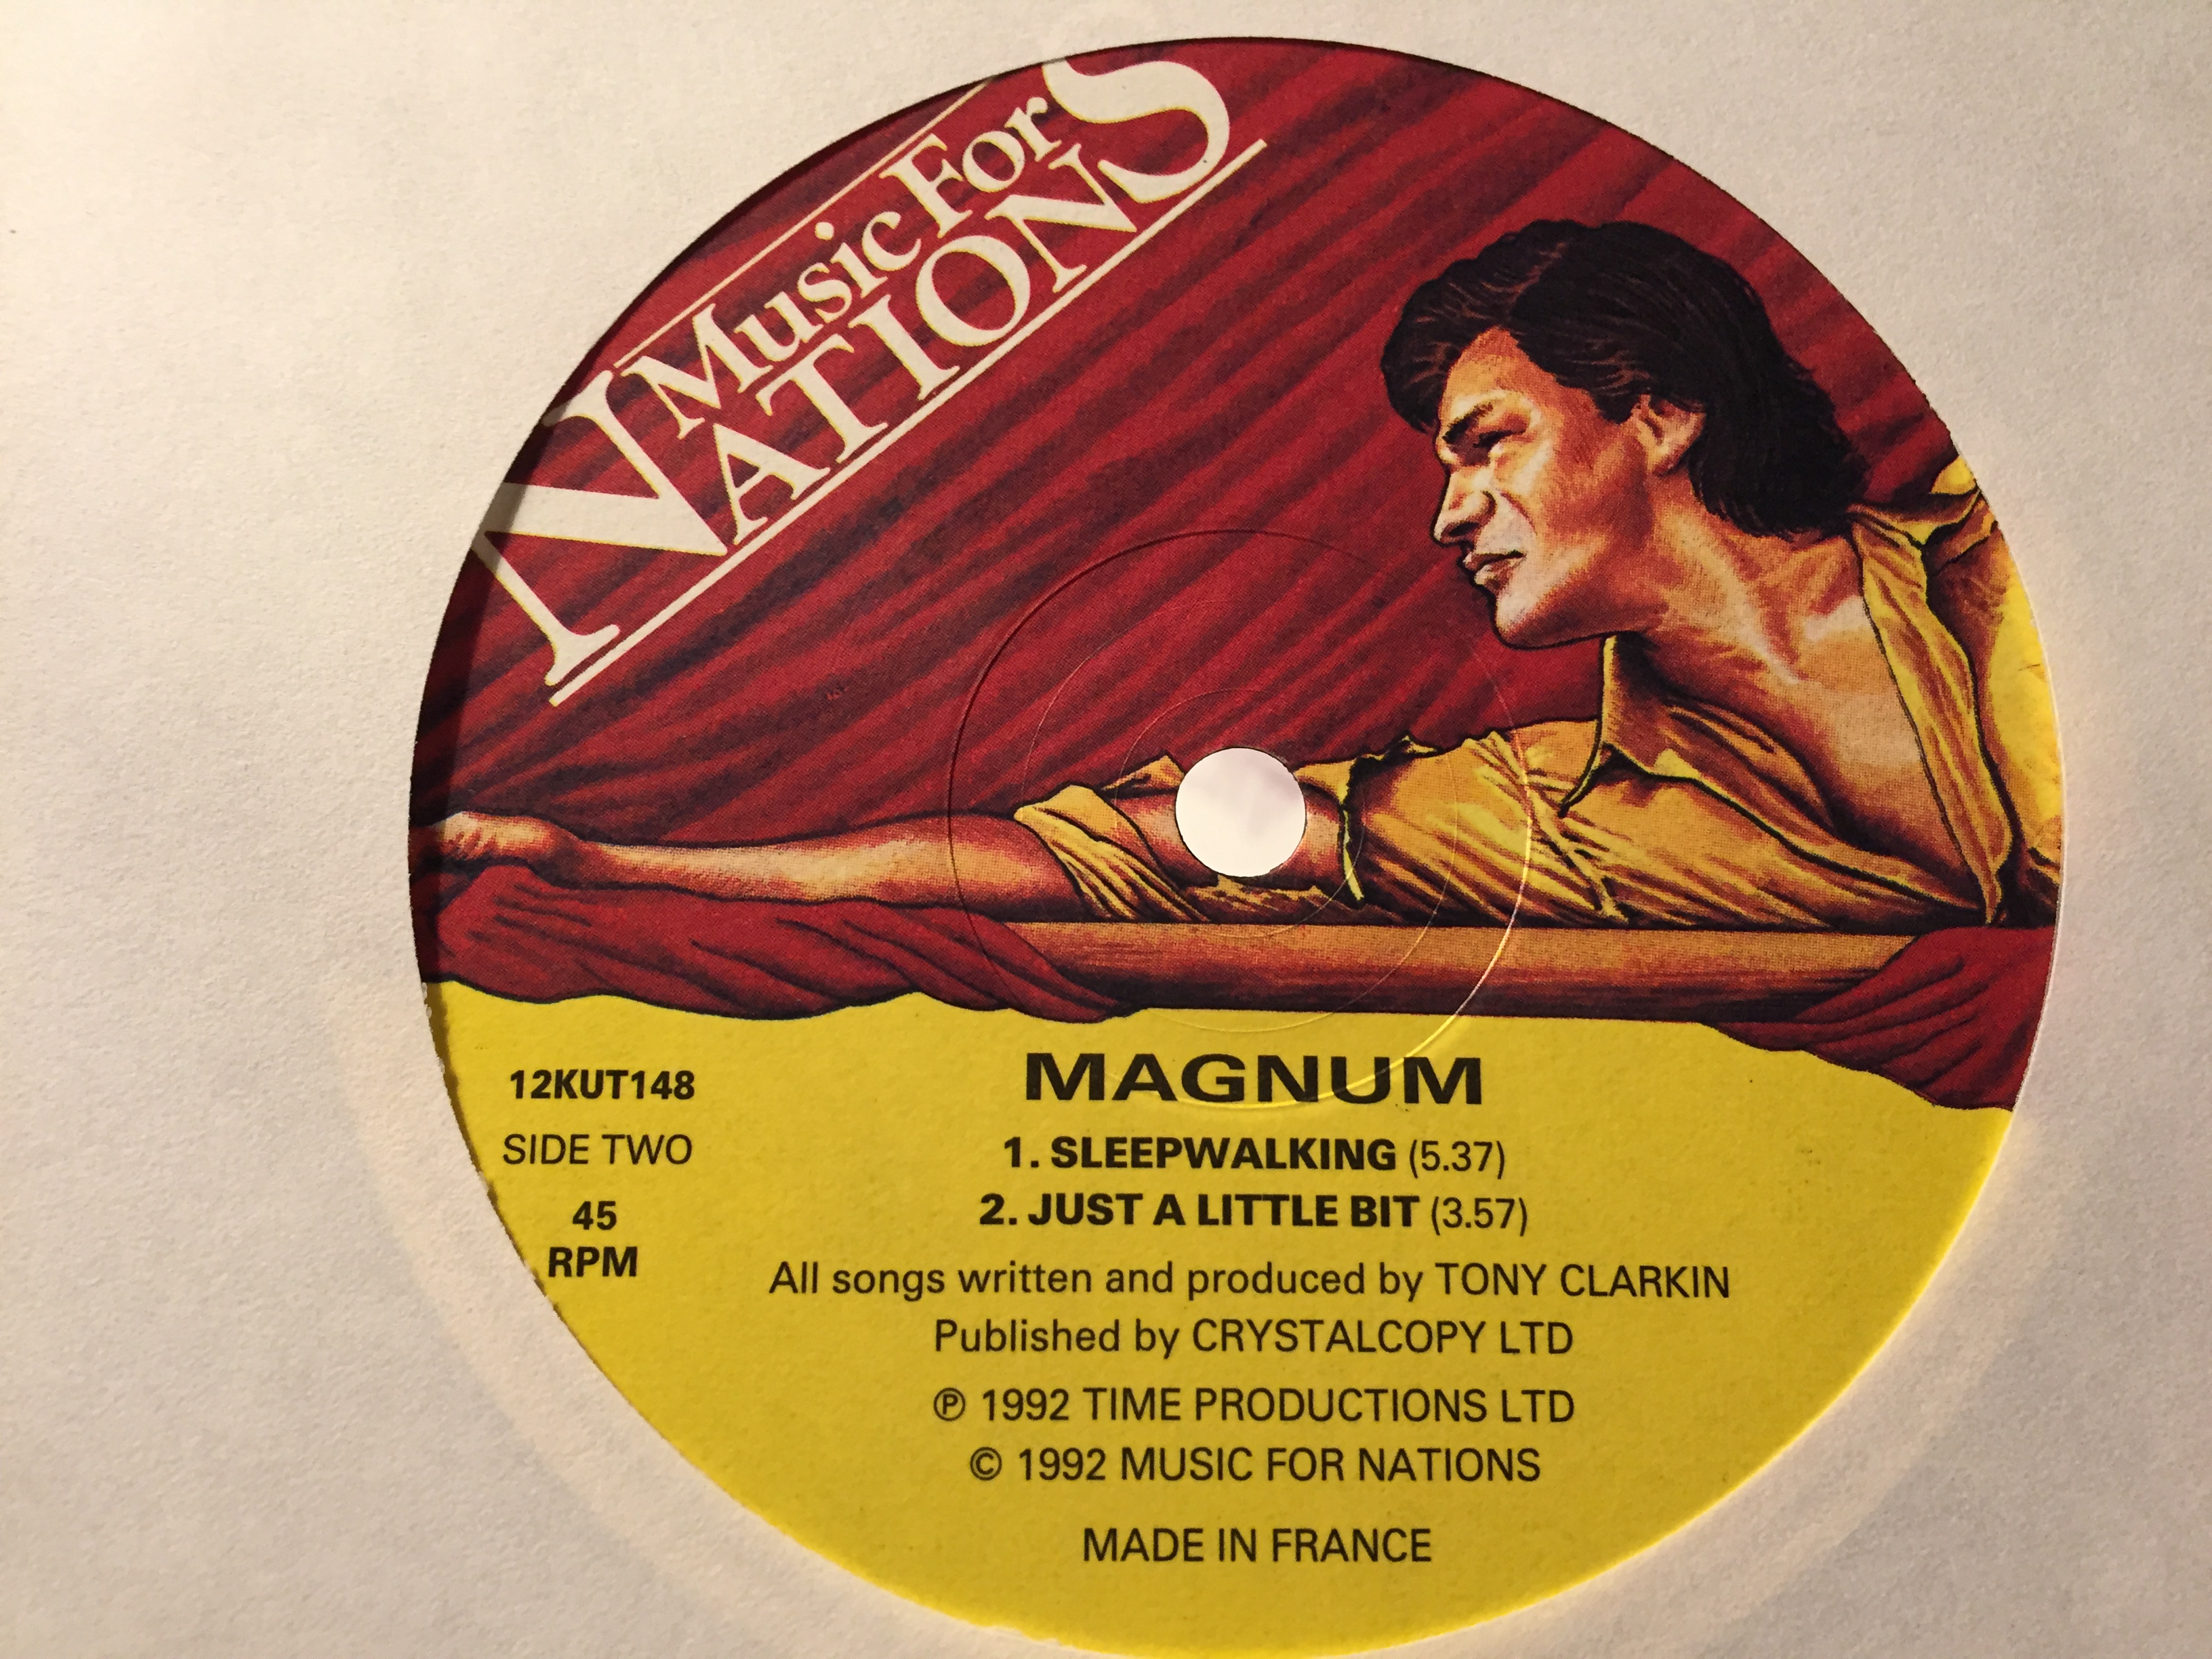 Music For
NATIONS
12KUT148
SIDE TWO
45
RPM
MAGNUM
1. SLEEPWALKING (5.37)
2. JUST A LITTLE BIT (3.57)
All songs written and produced by TONY CLARKIN
Published by CRYSTALCOPY LTD
℗ 1992 TIME PRODUCTIONS LTD
© 1992 MUSIC FOR NATIONS
MADE IN FRANCE